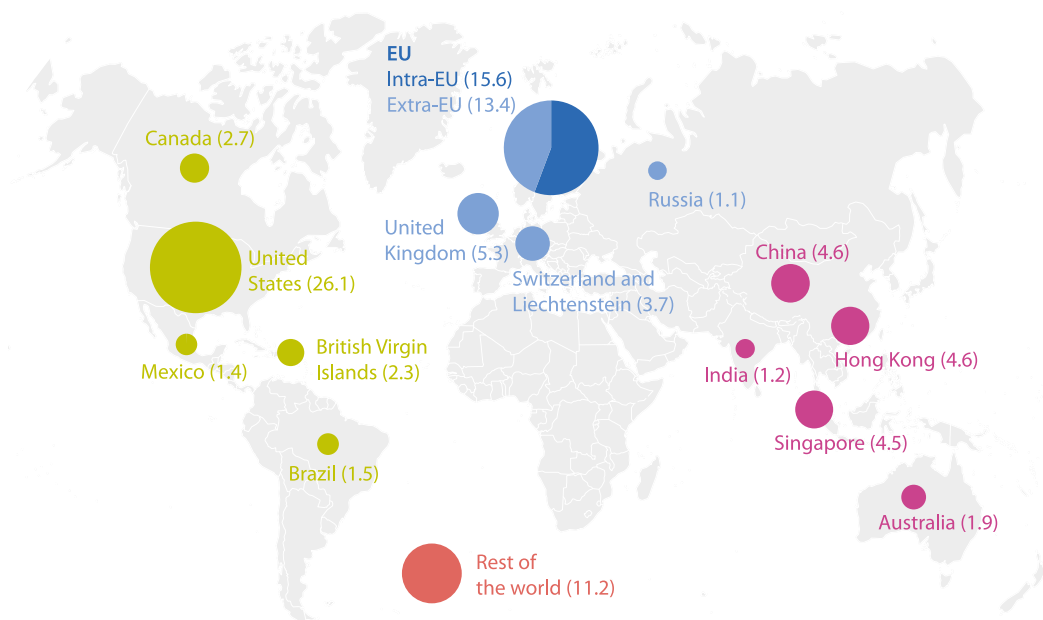 EU
Intra-EU (15.6)
Extra-EU (13.4)
Canada (2.7)
Russia (1.1)
United
Kingdom (5.3)
United
States (26.1)
China (4.6)
Switzerland and
Liechtenstein (3.7)
British Virgin
Islands (2.3)
Mexico (1.4)
Hong Kong (4.6)
India (1.2)
Singapore (4.5)
Brazil (1.5)
Australia (1.9)
Rest of
the world (11.2)